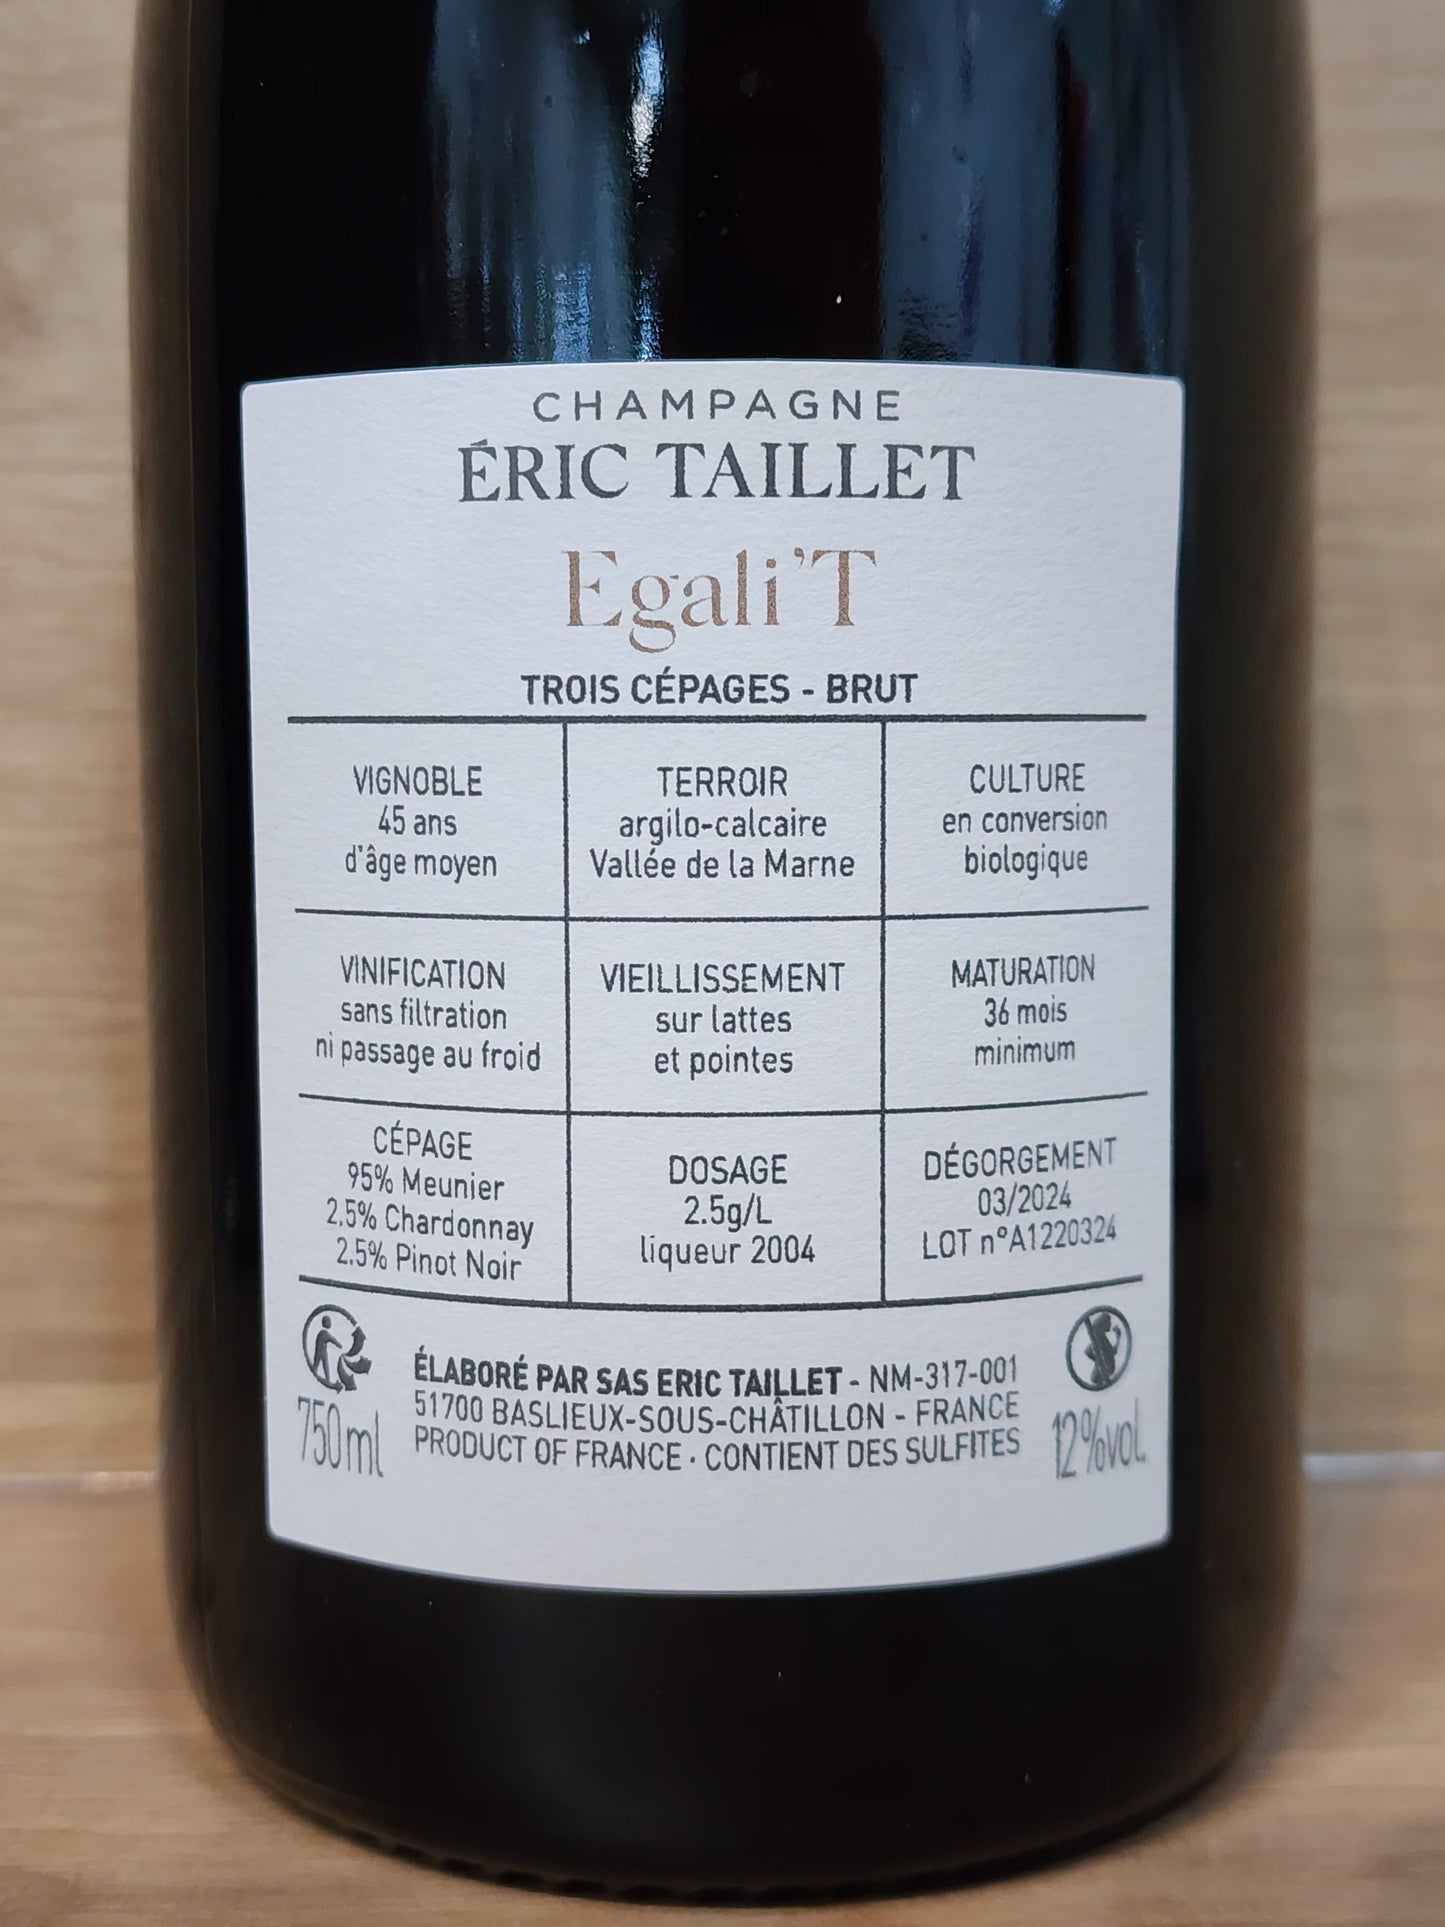 CHAMPAGNE
ÉRIC TAILLET
Egali'T
TROIS CÉPAGES - BRUT
VIGNOBLE
45 ans
d'âge moyen
TERROIR
argilo-calcaire
Vallée de la Marne
CULTURE
en conversion
biologique
VINIFICATION
sans filtration
ni passage au froid
VIEILLISSEMENT
sur lattes
et pointes
MATURATION
36 mois
minimum
CÉPAGE
95% Meunier
2.5% Chardonnay
2.5% Pinot Noir
DOSAGE
2.5g/L
liqueur 2004
DÉGORGEMENT
03/2024
LOT n°A1220324
ÉLABORÉ PAR SAS ERIC TAILLET - NM-317-001
51700 BASLIEUX-SOUS-CHÂTILLON - FRANCE
PRODUCT OF FRANCE · CONTIENT DES SULFITES
750ml
12%vol.